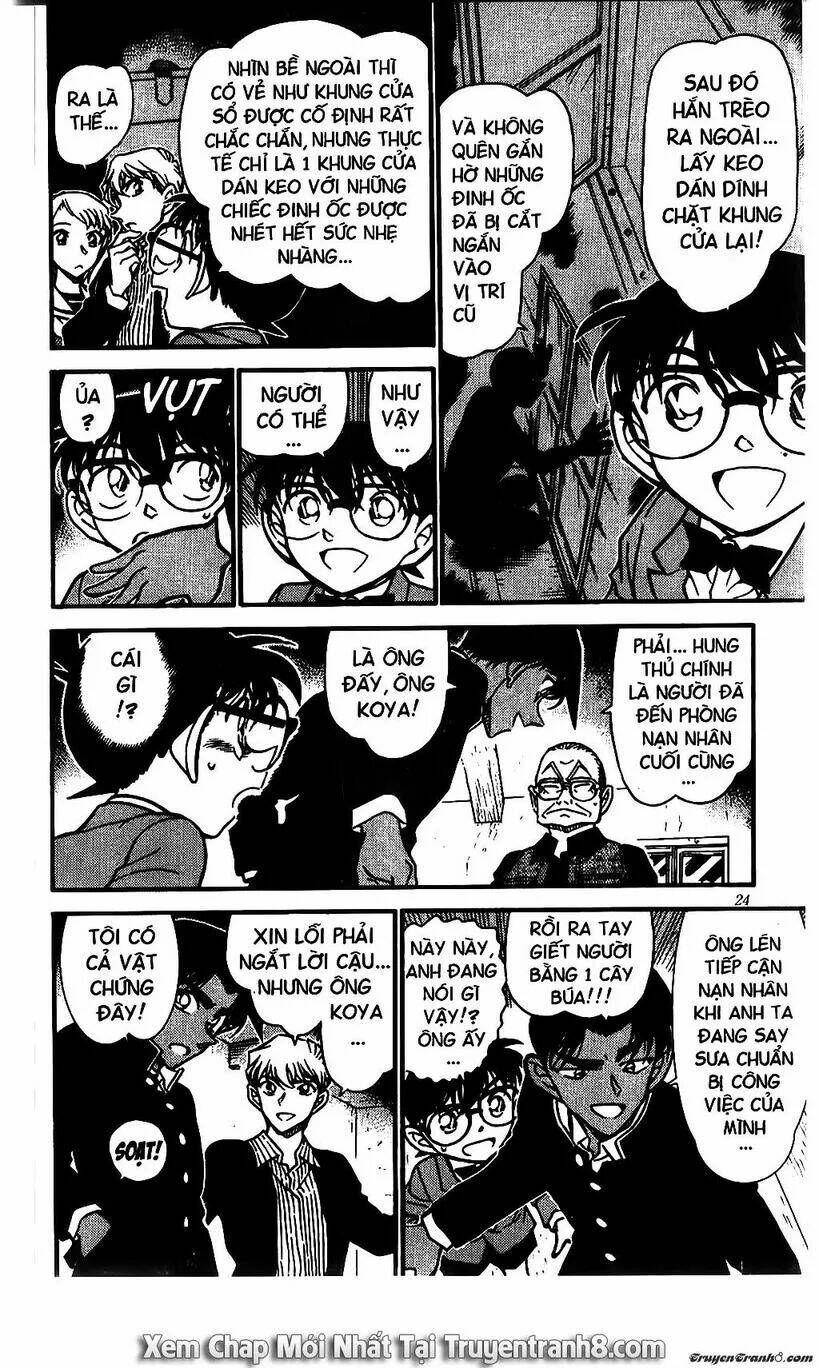 SAU ĐÓ
HẮN TRÈO
RA NGOÀI...
LẤY KEO
DÁN DÍNH
CHẶT KHUNG
CỬA LẠI!
VÀ KHÔNG
QUÊN GẮN
HỜ NHỮNG
ĐINH ỐC
ĐÃ BỊ CẮT
NGẮN
VÀO
VỊ TRÍ
CŨ
NHÌN BỀ NGOÀI THÌ
CÓ VẺ NHƯ KHUNG CỬA
SỔ ĐƯỢC CỐ ĐỊNH RẤT
CHẮC CHẮN, NHƯNG THỰC
TẾ CHỈ LÀ 1 KHUNG CỬA
DÁN KEO VỚI NHỮNG
CHIẾC ĐINH ỐC ĐƯỢC
NHÉT HẾT SỨC NHẸ
NHÀNG...
RA LÀ
THẾ...
NHƯ
VẬY
...
NGƯỜI
CÓ THỂ
...
VỤT
ỦA
?
PHẢI... HUNG
THỦ CHÍNH
LÀ NGƯỜI ĐÃ
ĐẾN PHÒNG
NẠN NHÂN
CUỐI CÙNG
...
LÀ ÔNG
ĐẤY, ÔNG
KOYA!
CÁI
GÌ
!?
24
ÔNG LÉN
TIẾP CẬN
NẠN NHÂN
KHI ANH TA
ĐANG SAY
SƯA CHUẨN
BỊ CÔNG
VIỆC CỦA
MÌNH
...
RỒI RA TAY
GIẾT NGƯỜI
BẰNG 1 CÂY
BÚA!!!
NÀY NÀY,
ANH ĐANG
NÓI GÌ
VẬY!?
ÔNG ẤY
...
XIN LỖI PHẢI
NGẮT LỜI CẬU...
NHƯNG ÔNG
KOYA
...
TÔI CÓ
CẢ VẬT
CHỨNG
ĐÂY!
SOẠT!
Xem Chap Mới Nhất Tại Truyentranh8.com
TruyenTranh8.com